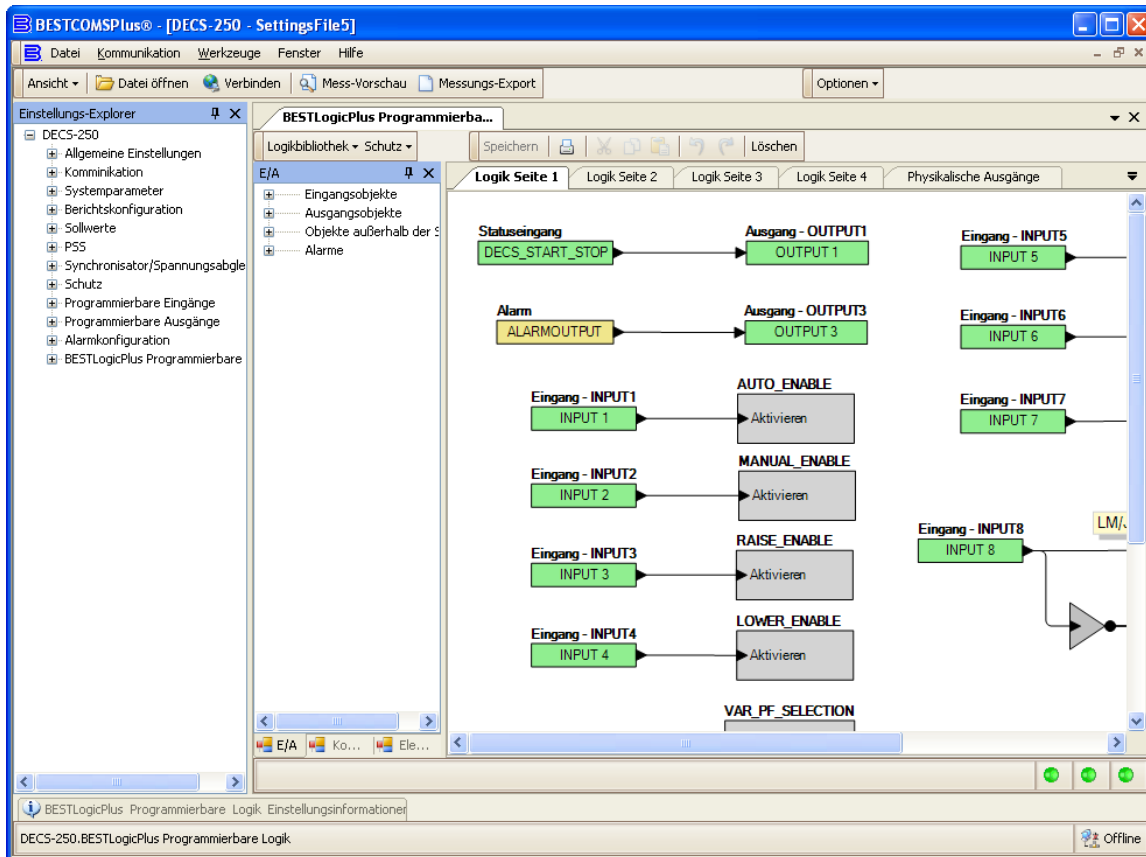 BESTCOMSPlus® - [DECS-250 - SettingsFile5]
Datei Kommunikation Werkzeuge Fenster Hilfe
Ansicht Datei öffnen Verbinden Mess-Vorschau Messungs-Export Optionen
Einstellungs-Explorer
DECS-250
Allgemeine Einstellungen
Komminikation
Systemparameter
Berichtskonfiguration
Sollwerte
PSS
Synchronisator/Spannungsabgle
Schutz
Programmierbare Eingänge
Programmierbare Ausgänge
Alarmkonfiguration
BESTLogicPlus Programmierbare
BESTLogicPlus Programmierba...
Logikbibliothek Schutz Speichern Löschen
E/A
Eingangsobjekte
Ausgangsobjekte
Objekte außerhalb der S
Alarme
E/A Ko... Ele...
Logik Seite 1 Logik Seite 2 Logik Seite 3 Logik Seite 4 Physikalische Ausgänge
Statuseingang
DECS_START_STOP
Ausgang - OUTPUT1
OUTPUT 1
Alarm
ALARMOUTPUT
Ausgang - OUTPUT3
OUTPUT 3
Eingang - INPUT1
INPUT 1
AUTO_ENABLE
Aktivieren
Eingang - INPUT2
INPUT 2
MANUAL_ENABLE
Aktivieren
Eingang - INPUT3
INPUT 3
RAISE_ENABLE
Aktivieren
Eingang - INPUT4
INPUT 4
LOWER_ENABLE
Aktivieren
VAR_PF_SELECTION
Eingang - INPUT5
INPUT 5
Eingang - INPUT6
INPUT 6
Eingang - INPUT7
INPUT 7
Eingang - INPUT8
INPUT 8
BESTLogicPlus Programmierbare Logik Einstellungsinformationen
DECS-250.BESTLogicPlus Programmierbare Logik
Offline